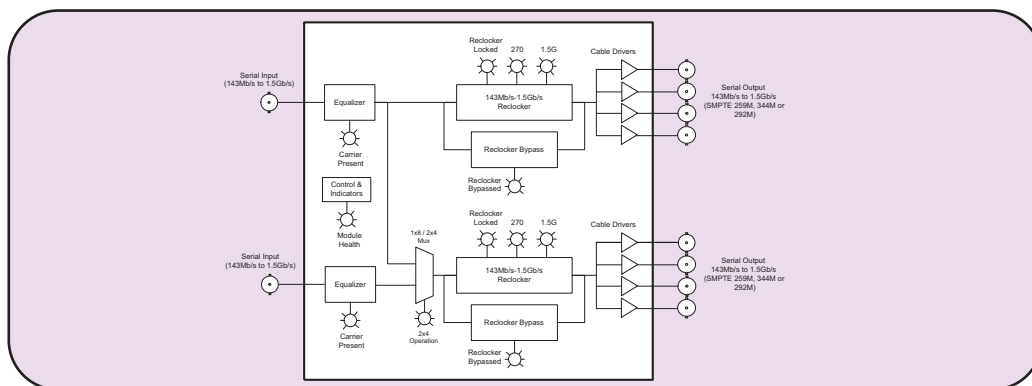 Reclocker
Locked
270
1.5G
Cable Drivers
Serial Input
(143Mb/s to 1.5Gb/s)
Equalizer
143Mb/s-1.5Gb/s
Reclocker
Serial Output
143Mb/s to 1.5Gb/s
(SMPTE 259M, 344M or
292M)
Carrier
Present
Reclocker Bypass
Reclocker
Bypassed
Control &
Indicators
Module
Health
1x8 / 2x4
Mux
Reclocker
Locked
270
1.5G
Cable Drivers
Serial Input
(143Mb/s to 1.5Gb/s)
Equalizer
143Mb/s-1.5Gb/s
Reclocker
Serial Output
143Mb/s to 1.5Gb/s
(SMPTE 259M, 344M or
292M)
Carrier
Present
2x4
Operation
Reclocker Bypass
Reclocker
Bypassed